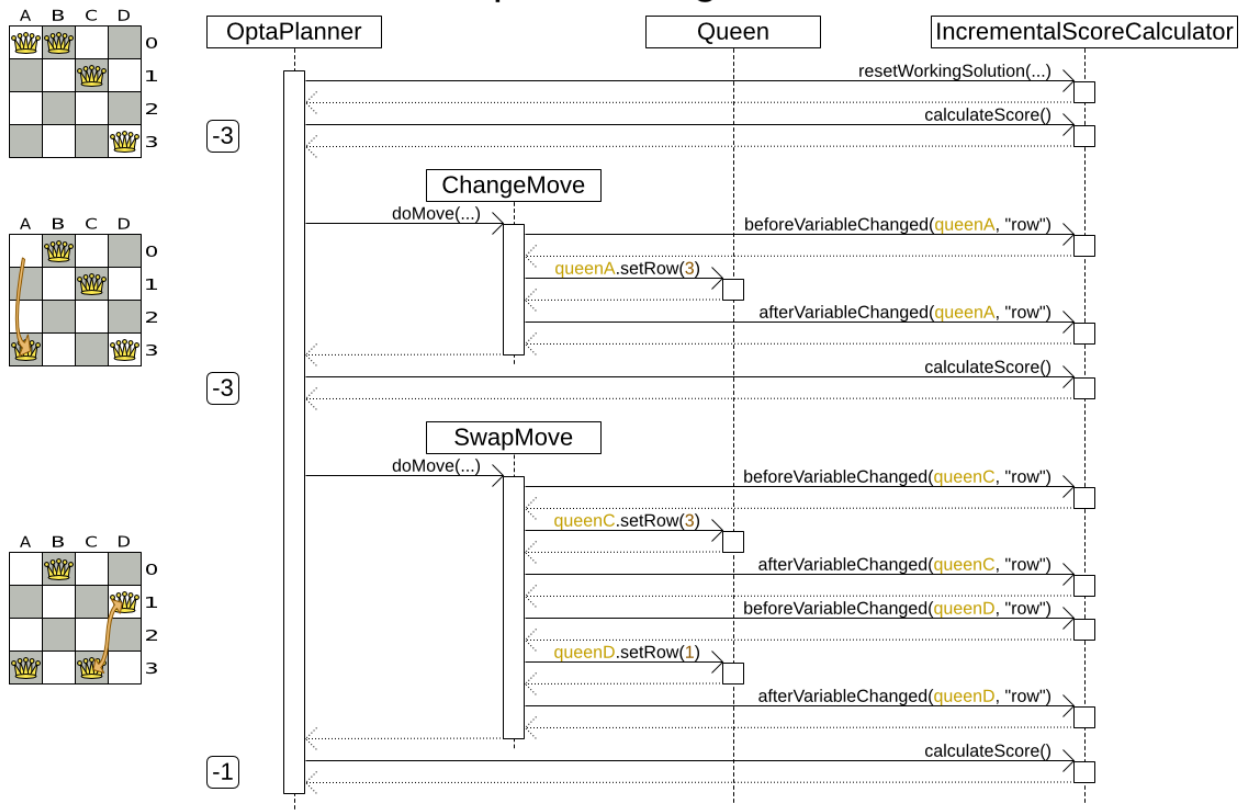 A B C D
OptaPlanner
Queen
IncrementalScoreCalculator
0
1
2
3
resetWorkingSolution(...)
calculateScore()
-3
ChangeMove
A B C D
0
1
2
3
doMove(...)
beforeVariableChanged(queenA, "row")
queenA.setRow(3)
afterVariableChanged(queenA, "row")
calculateScore()
-3
SwapMove
doMove(...)
beforeVariableChanged(queenC, "row")
queenC.setRow(3)
A B C D
0
1
2
3
afterVariableChanged(queenC, "row")
beforeVariableChanged(queenD, "row")
queenD.setRow(1)
afterVariableChanged(queenD, "row")
calculateScore()
-1